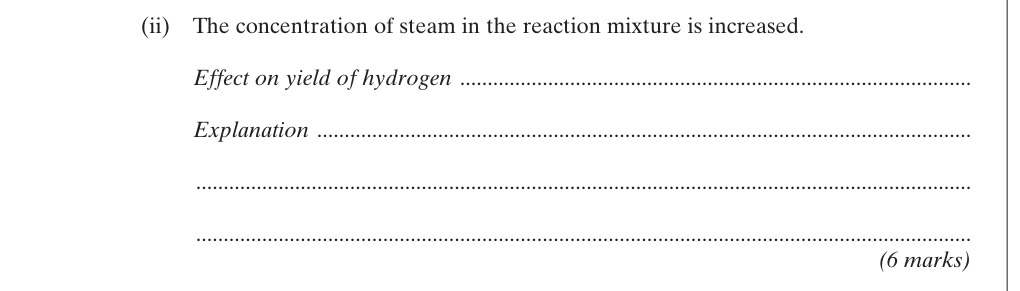 (ii) The concentration of steam in the reaction mixture is increased.
Effect on yield of hydrogen ..............................................................................................
Explanation ........................................................................................................................
...............................................................................................................................................
...............................................................................................................................................
(6 marks)